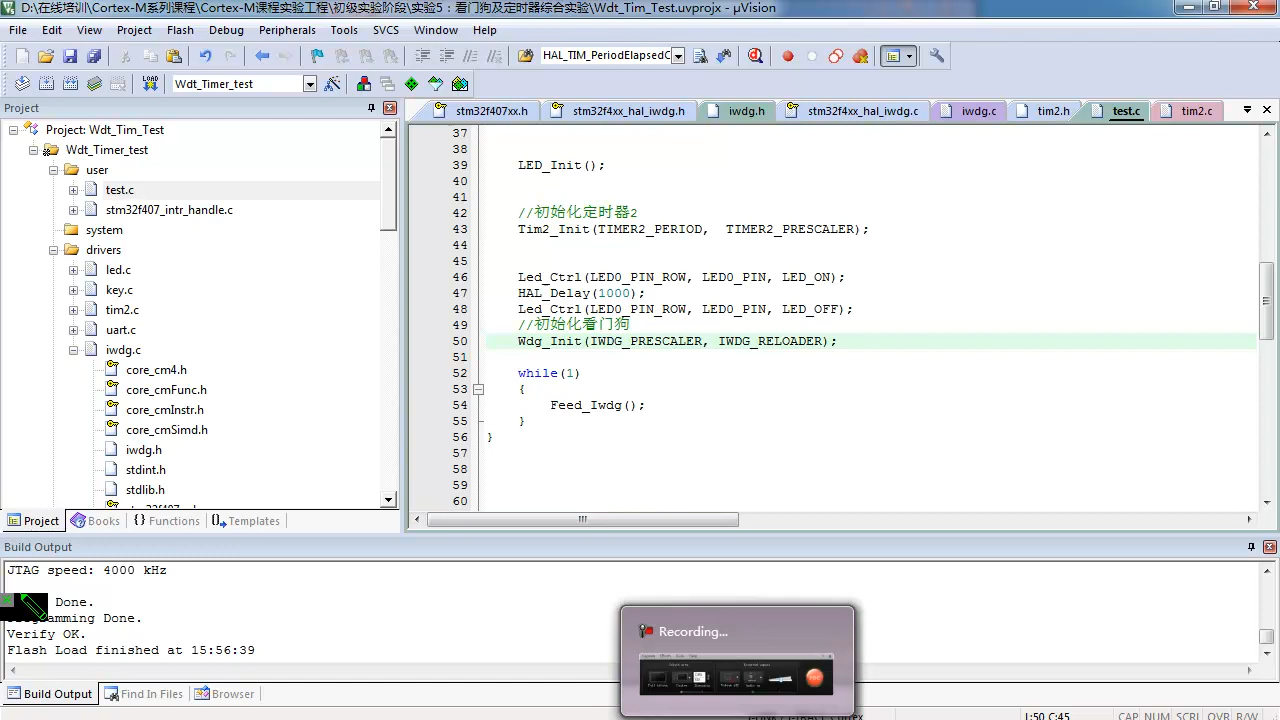 D:\在线培训\Cortex-M系列课程\Cortex-M课程实验工程\初级实验阶段\实验5：看门狗及定时器综合实验\Wdt_Tim_Test.uvprojx - µVision
File Edit View Project Flash Debug Peripherals Tools SVCS Window Help
HAL_TIM_PeriodElapsedC
Wdt_Timer_test
Project
stm32f407xx.h stm32f4xx_hal_iwdg.h iwdg.h stm32f4xx_hal_iwdg.c iwdg.c tim2.h test.c tim2.c
Project: Wdt_Tim_Test
Wdt_Timer_test
user
test.c
stm32f407_intr_handle.c
system
drivers
led.c
key.c
tim2.c
uart.c
iwdg.c
core_cm4.h
core_cmFunc.h
core_cmInstr.h
core_cmSimd.h
iwdg.h
stdint.h
stdlib.h
37
38
39 LED_Init();
40
41
42 //初始化定时器2
43 Tim2_Init(TIMER2_PERIOD, TIMER2_PRESCALER);
44
45
46 Led_Ctrl(LED0_PIN_ROW, LED0_PIN, LED_ON);
47 HAL_Delay(1000);
48 Led_Ctrl(LED0_PIN_ROW, LED0_PIN, LED_OFF);
49 //初始化看门狗
50 Wdg_Init(IWDG_PRESCALER, IWDG_RELOADER);
51
52 while(1)
53 {
54 Feed_Iwdg();
55 }
56 }
57
58
59
60
Project Books Functions Templates
Build Output
JTAG speed: 4000 kHz
Done.
Done.
Verify OK.
Flash Load finished at 15:56:39
Find In Files Browser
Recording...
L:50 C:45 CAP NUM SCRL OVR R/W